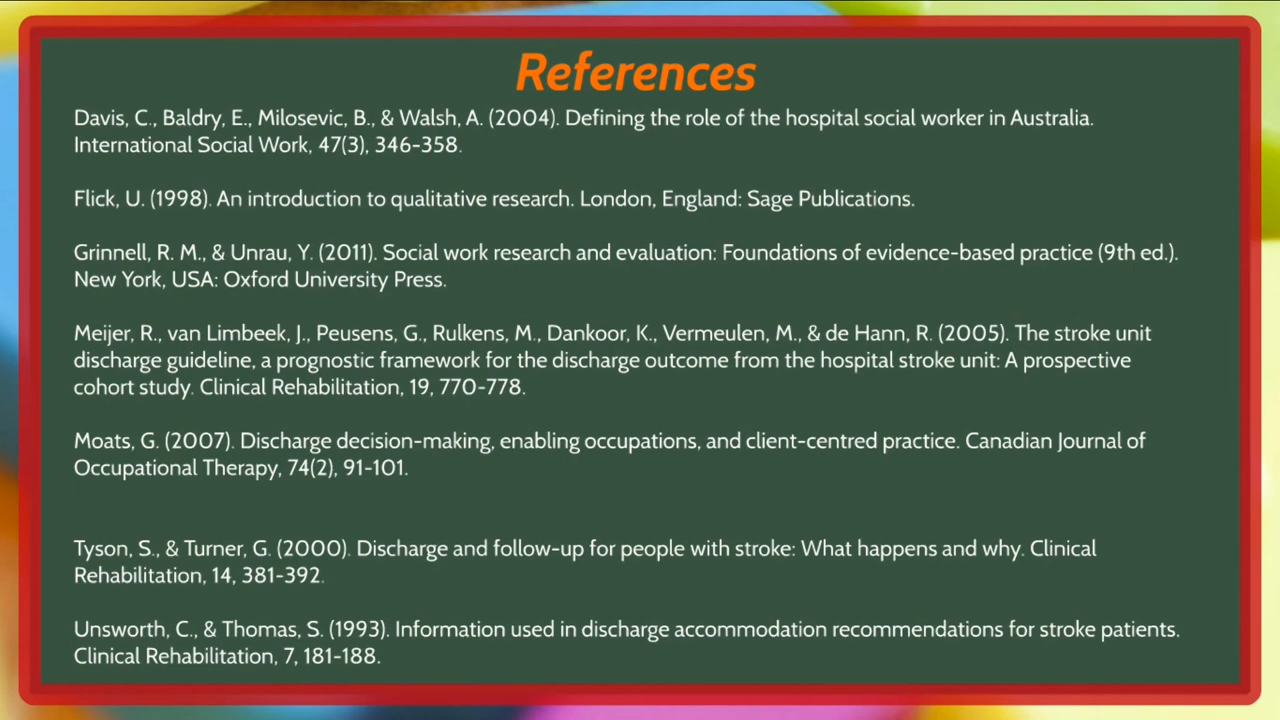 References
Davis, C., Baldry, E., Milosevic, B., & Walsh, A. (2004). Defining the role of the hospital social worker in Australia.
International Social Work, 47(3), 346-358.
Flick, U. (1998). An introduction to qualitative research. London, England: Sage Publications.
Grinnell, R. M., & Unrau, Y. (2011). Social work research and evaluation: Foundations of evidence-based practice (9th ed.).
New York, USA: Oxford University Press.
Meijer, R., van Limbeek, J., Peusens, G., Rulkens, M., Dankoor, K., Vermeulen, M., & de Hann, R. (2005). The stroke unit
discharge guideline, a prognostic framework for the discharge outcome from the hospital stroke unit: A prospective
cohort study. Clinical Rehabilitation, 19, 770-778.
Moats, G. (2007). Discharge decision-making, enabling occupations, and client-centred practice. Canadian Journal of
Occupational Therapy, 74(2), 91-101.
Tyson, S., & Turner, G. (2000). Discharge and follow-up for people with stroke: What happens and why. Clinical
Rehabilitation, 14, 381-392.
Unsworth, C., & Thomas, S. (1993). Information used in discharge accommodation recommendations for stroke patients.
Clinical Rehabilitation, 7, 181-188.